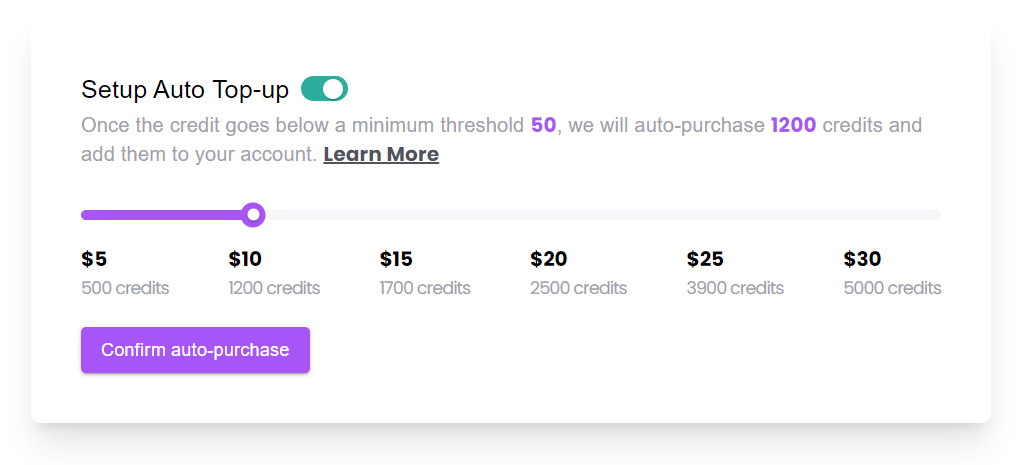 Setup Auto Top-up
Once the credit goes below a minimum threshold 50, we will auto-purchase 1200 credits and
add them to your account. Learn More
$5 $10 $15 $20 $25 $30
500 credits 1200 credits 1700 credits 2500 credits 3900 credits 5000 credits
Confirm auto-purchase